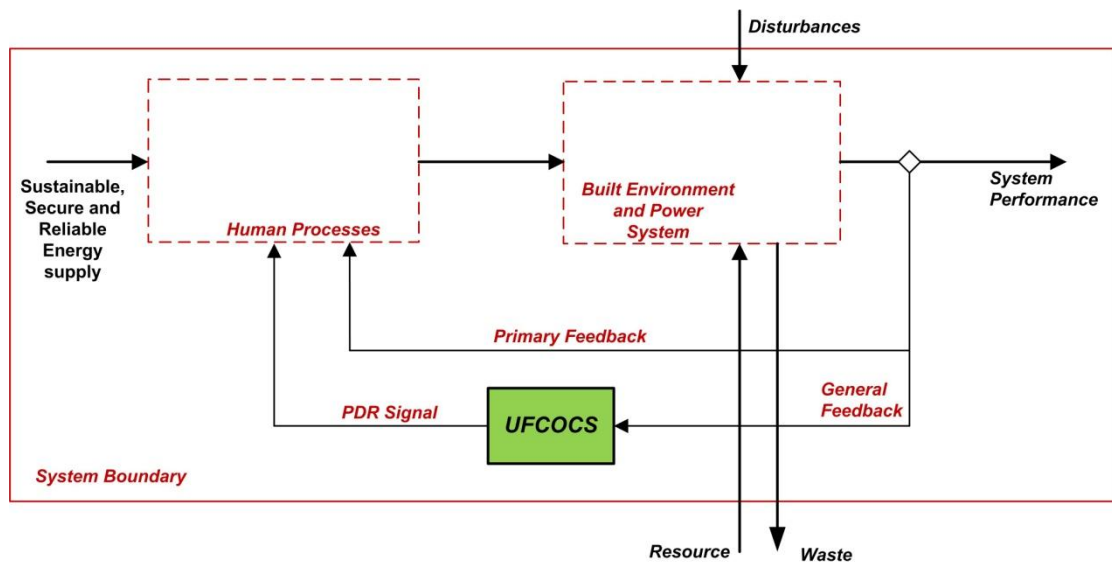 Disturbances
Sustainable,
Secure and
Reliable
Energy
supply
Human Processes
Built Environment
and Power
System
System
Performance
Primary Feedback
General
Feedback
PDR Signal
UFCOCS
System Boundary
Resource
Waste